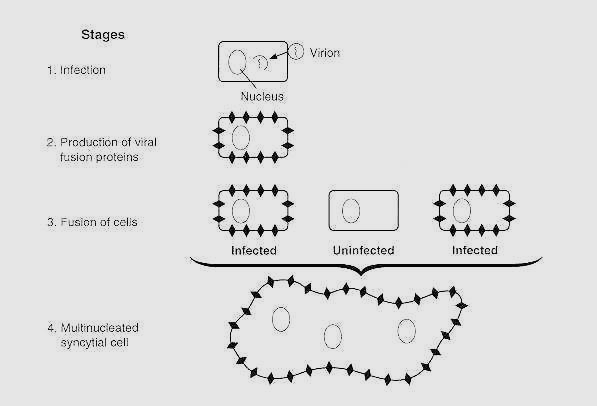 Stages
1. Infection
Virion
Nucleus
2. Production of viral
fusion proteins
3. Fusion of cells
Infected
Uninfected
Infected
4. Multinucleated
syncytial cell